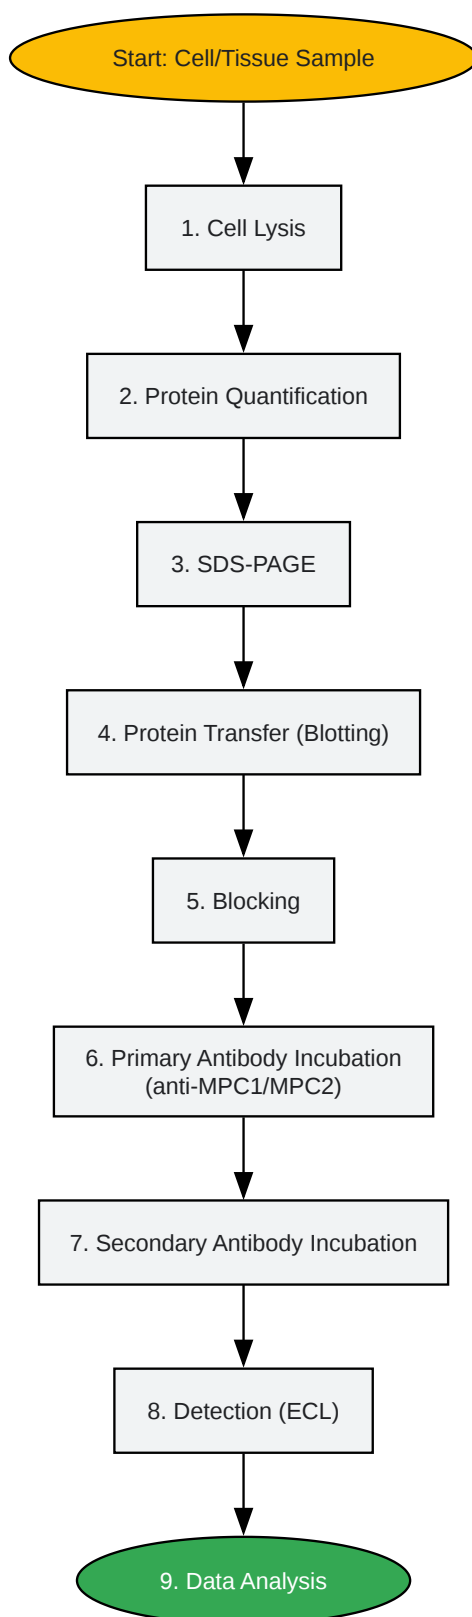 Start: Cell/Tissue Sample
1. Cell Lysis
2. Protein Quantification
3. SDS-PAGE
4. Protein Transfer (Blotting)
5. Blocking
6. Primary Antibody Incubation
(anti-MPC1/MPC2)
7. Secondary Antibody Incubation
8. Detection (ECL)
9. Data Analysis